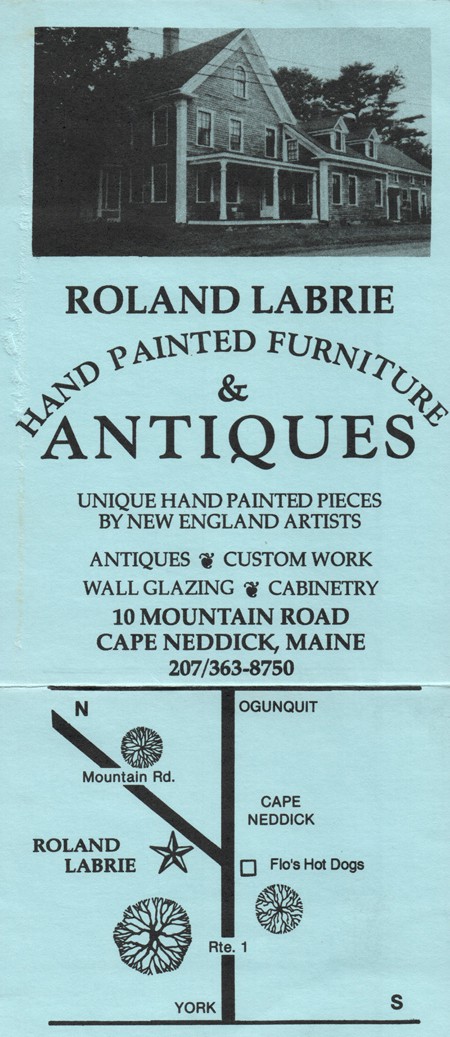 ROLAND LABRIE
HAND PAINTED FURNITURE
&
ANTIQUES
UNIQUE HAND PAINTED PIECES
BY NEW ENGLAND ARTISTS
ANTIQUES ❦ CUSTOM WORK
WALL GLAZING ❦ CABINETRY
10 MOUNTAIN ROAD
CAPE NEDDICK, MAINE
207/363-8750
N
OGUNQUIT
Mountain Rd.
CAPE
NEDDICK
ROLAND
LABRIE
Flo's Hot Dogs
Rte. 1
YORK
S